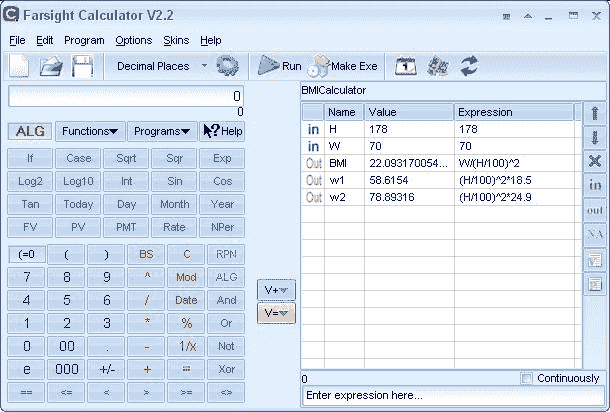 Farsight Calculator V2.2
File Edit Program Options Skins Help
Decimal Places Run Make Exe 1
0
0
ALG Functions Programs Help
If Case Sqrt Sqr Exp
Log2 Log10 Int Sin Cos
Tan Today Day Month Year
FV PV PMT Rate NPer
(=0 ( ) BS C RPN
7 8 9 ^ Mod ALG
4 5 6 / Date And
1 2 3 * % Or
0 00 . - 1/x Not
e 000 +/- + = Xor
== <= < > >= <>
V+
V=
BMICalculator
Name Value Expression
in H 178 178
in W 70 70
Out BMI 22.093170054... W/(H/100)^2
Out w1 58.6154 (H/100)^2*18.5
Out w2 78.89316 (H/100)^2*24.9
in
out
NA
0 Continuously
Enter expression here...